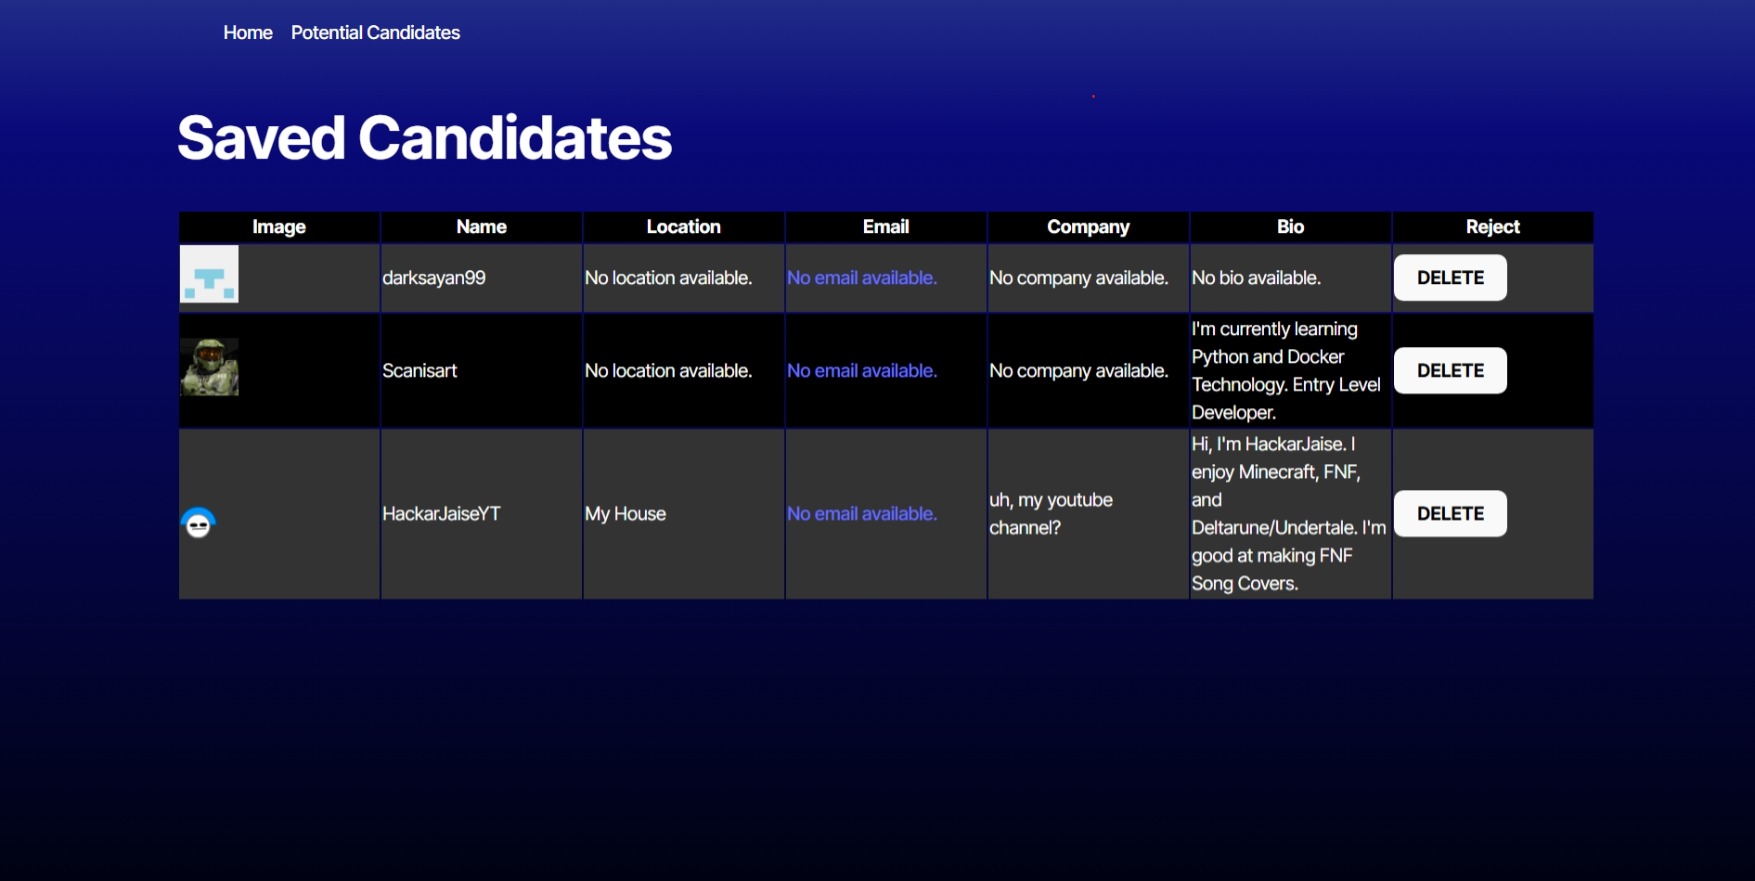 Home Potential Candidates
Saved Candidates
Image Name Location Email Company Bio Reject
darksayan99 No location available. No email available. No company available. No bio available. DELETE
Scanisart No location available. No email available. No company available. I'm currently learning
Python and Docker
Technology. Entry Level
Developer. DELETE
HackarJaiseYT My House No email available. uh, my youtube
channel? Hi, I'm HackarJaise. I
enjoy Minecraft, FNF,
and
Deltarune/Undertale. I'm
good at making FNF
Song Covers. DELETE